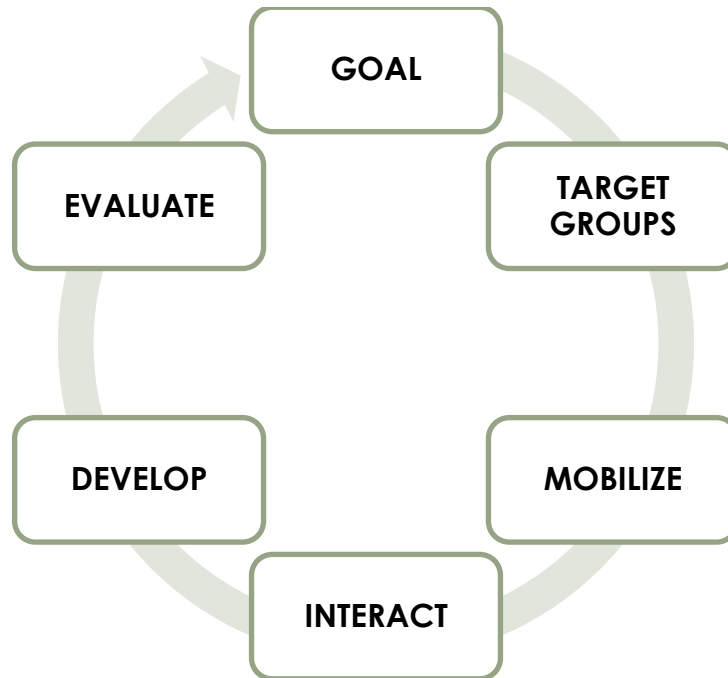 GOAL
TARGET
GROUPS
MOBILIZE
INTERACT
DEVELOP
EVALUATE